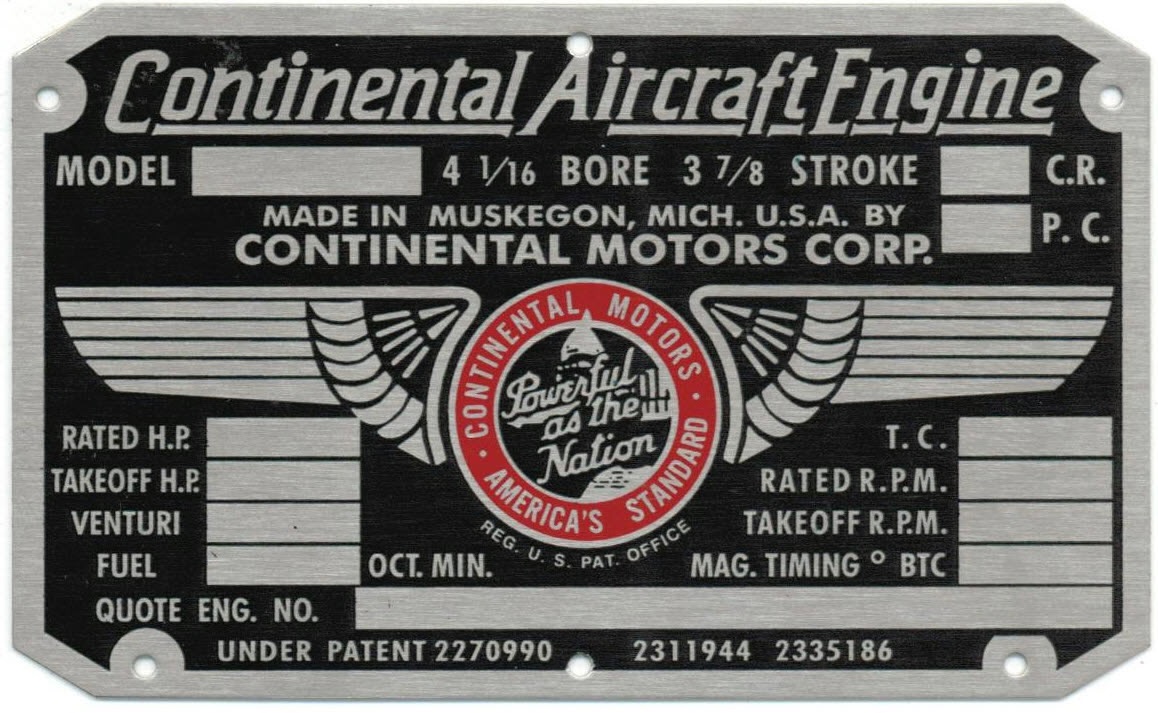 Continental Aircraft Engine
MODEL 4 1/16 BORE 3 7/8 STROKE C.R.
MADE IN MUSKEGON, MICH. U.S.A. BY
CONTINENTAL MOTORS CORP. P. C.
CONTINENTAL MOTORS
Powerful
as the
Nation
· AMERICA'S STANDARD ·
REG. U. S. PAT. OFFICE
RATED H.P. T. C.
TAKEOFF H.P. RATED R.P.M.
VENTURI TAKEOFF R.P.M.
FUEL OCT. MIN. MAG. TIMING ° BTC
QUOTE ENG. NO.
UNDER PATENT 2270990 2311944 2335186